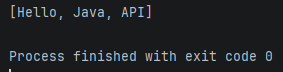 [Hello, Java, API]
Process finished with exit code 0